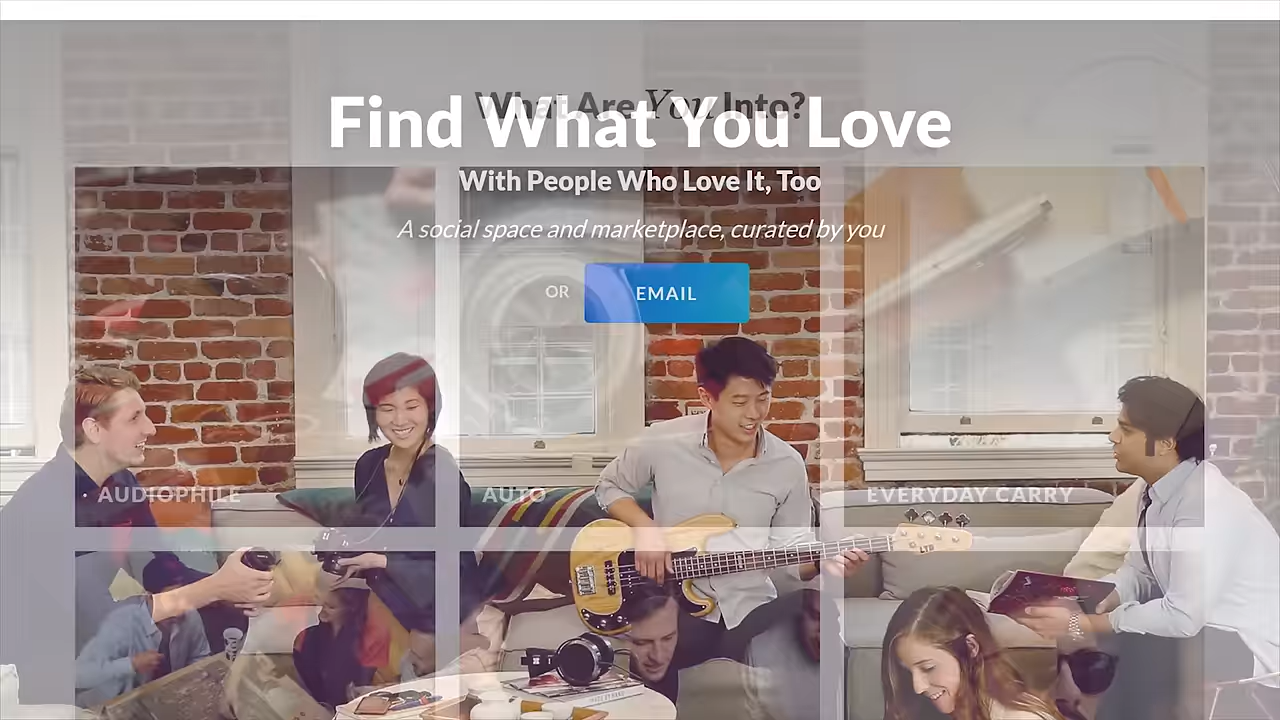 What Are You Into?
Find What You Love
With People Who Love It, Too
A social space and marketplace, curated by you
OR
EMAIL
AUDIOPHILE
AUTO
EVERYDAY CARRY
LTD